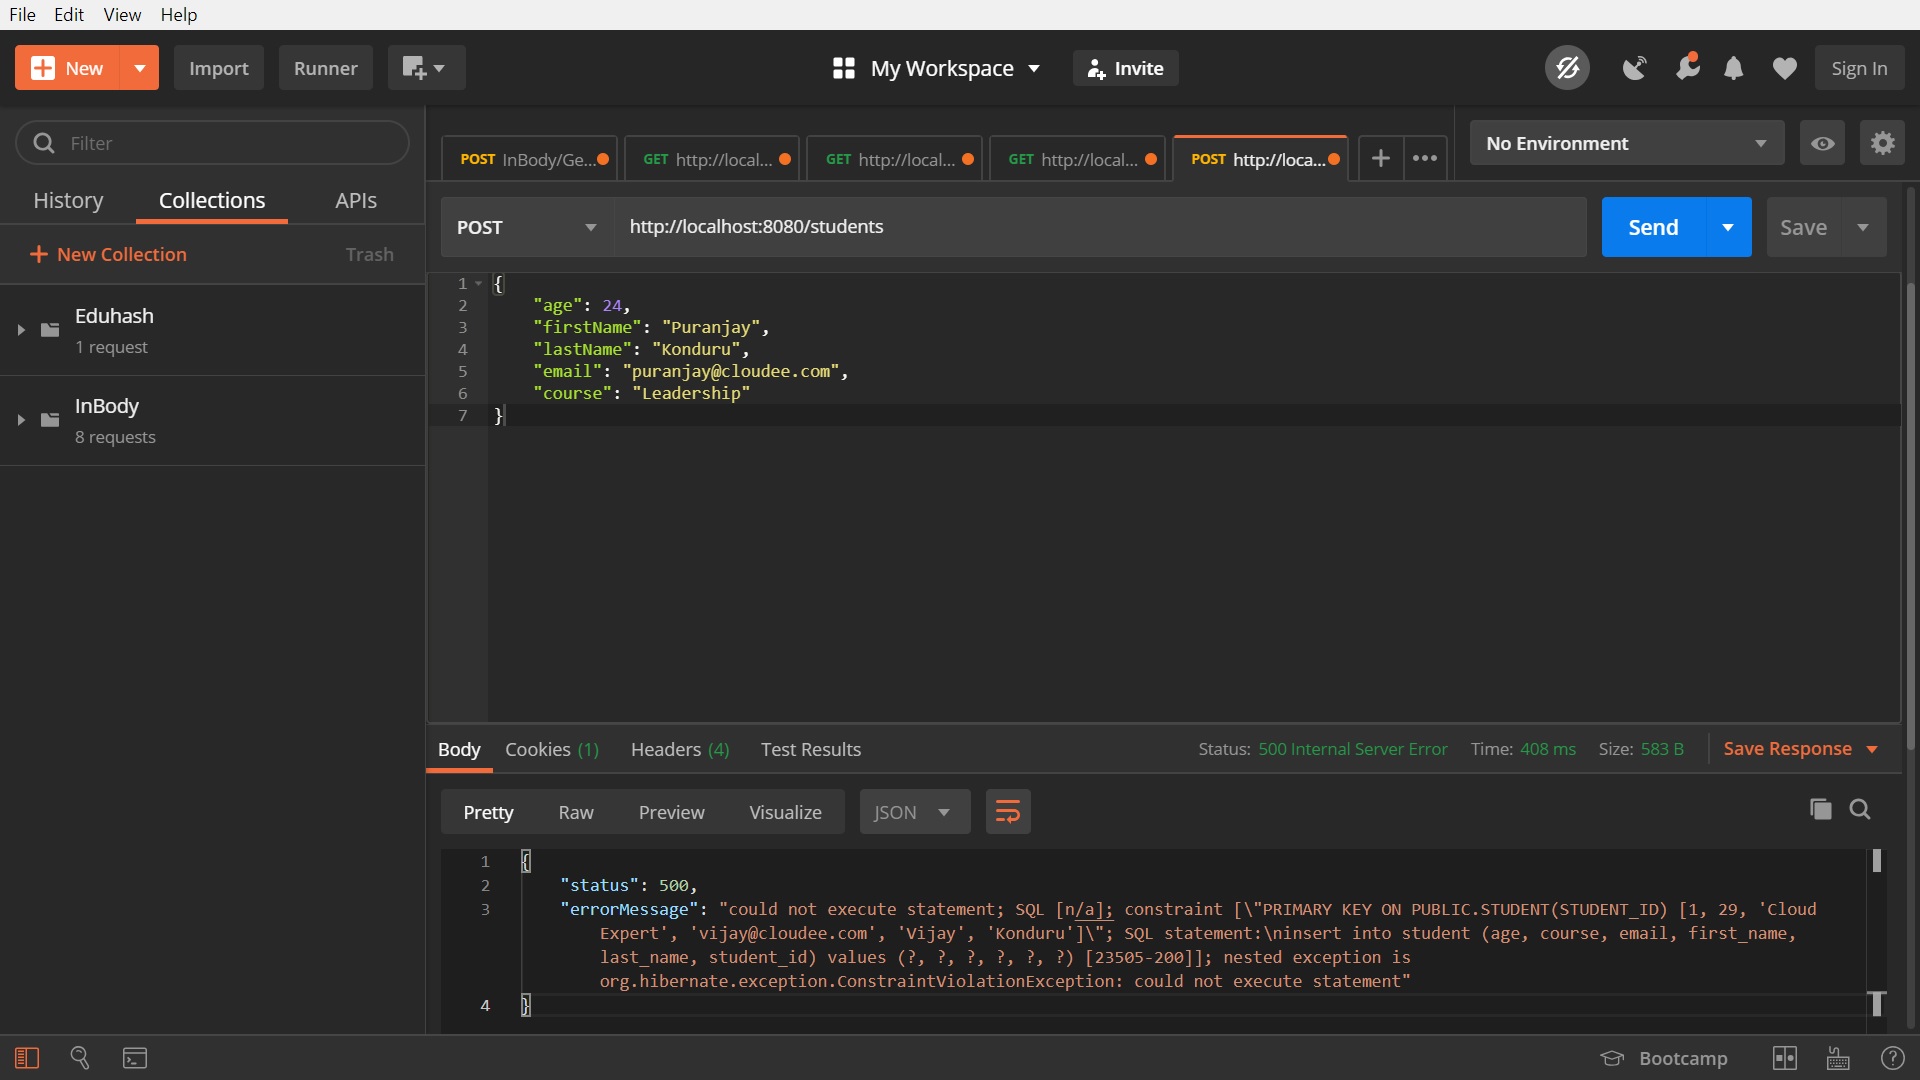 File Edit View Help
New Import Runner My Workspace Invite Sign In
Filter
POST InBody/Ge... GET http://local... GET http://local... GET http://local... POST http://loca... No Environment
History Collections APIs
POST http://localhost:8080/students Send Save
+ New Collection Trash
Eduhash
1 request
InBody
8 requests
1 {
2 "age": 24,
3 "firstName": "Puranjay",
4 "lastName": "Konduru",
5 "email": "puranjay@cloudee.com",
6 "course": "Leadership"
7 }
Body Cookies (1) Headers (4) Test Results Status: 500 Internal Server Error Time: 408 ms Size: 583 B Save Response
Pretty Raw Preview Visualize JSON
1 {
2 "status": 500,
3 "errorMessage": "could not execute statement; SQL [n/a]; constraint [\"PRIMARY KEY ON PUBLIC.STUDENT(STUDENT_ID) [1, 29, 'Cloud
Expert', 'vijay@cloudee.com', 'Vijay', 'Konduru']\"; SQL statement:\ninsert into student (age, course, email, first_name,
last_name, student_id) values (?, ?, ?, ?, ?, ?) [23505-200]]; nested exception is
org.hibernate.exception.ConstraintViolationException: could not execute statement"
4 }
Bootcamp